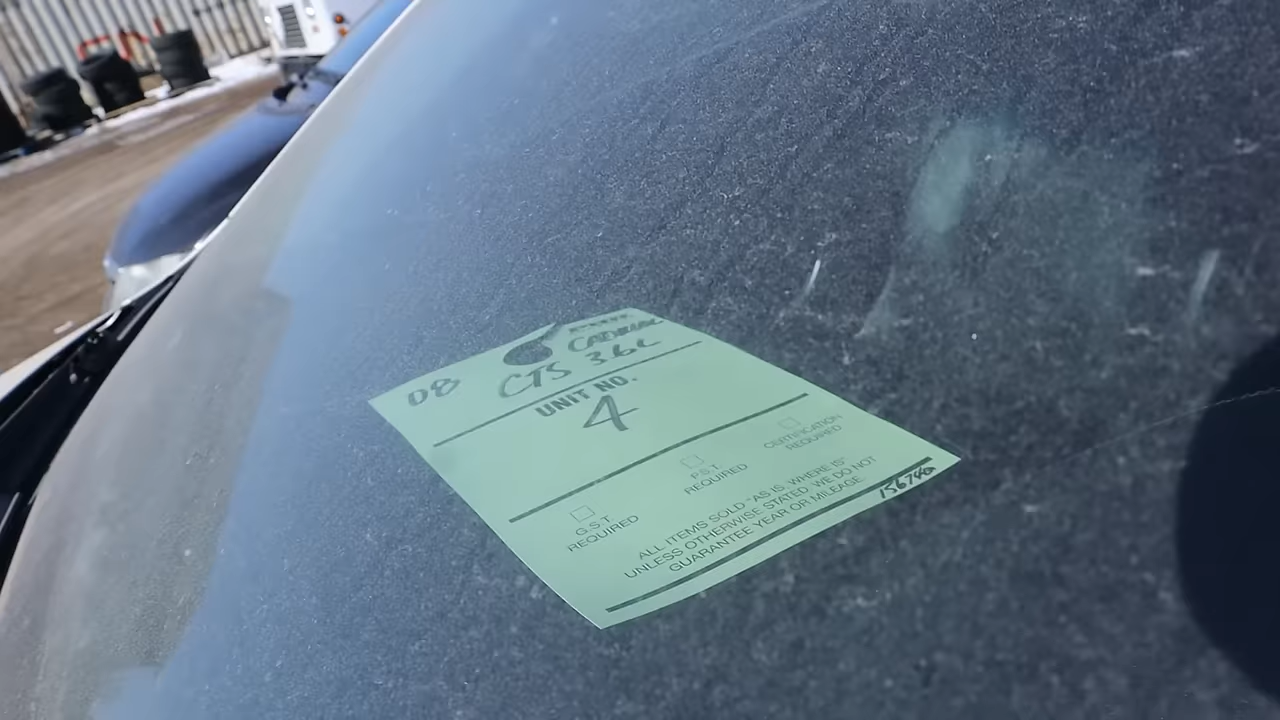 08 CADILLAC
CTS 3.6L
UNIT NO.
4
CERTIFICATION
REQUIRED
P.S.T
REQUIRED
G.S.T
REQUIRED
ALL ITEMS SOLD "AS IS, WHERE IS"
UNLESS OTHERWISE STATED WE DO NOT
GUARANTEE YEAR OR MILEAGE